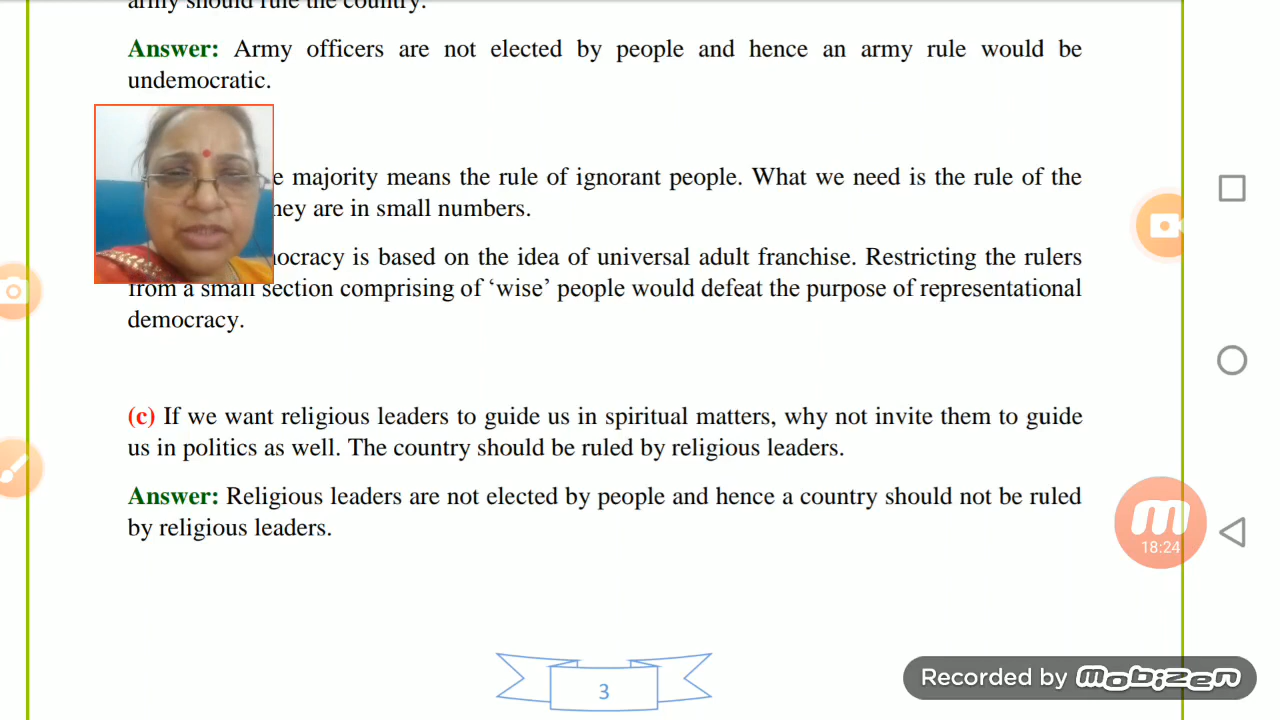 army should rule the country.
Answer: Army officers are not elected by people and hence an army rule would be
undemocratic.
majority means the rule of ignorant people. What we need is the rule of the
are in small numbers.
is based on the idea of universal adult franchise. Restricting the rulers
from a small section comprising of ‘wise’ people would defeat the purpose of representational
democracy.
(c) If we want religious leaders to guide us in spiritual matters, why not invite them to guide
us in politics as well. The country should be ruled by religious leaders.
Answer: Religious leaders are not elected by people and hence a country should not be ruled
by religious leaders.
18:24
3
Recorded by Mobizen